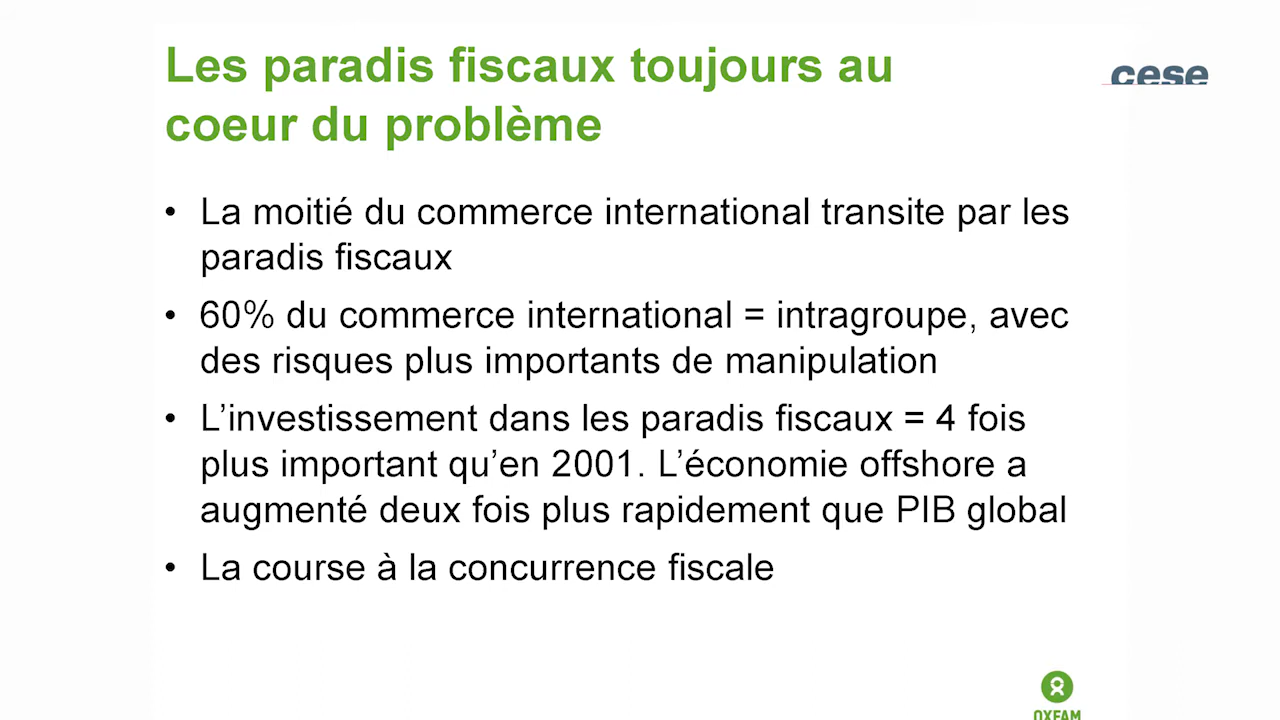 Les paradis fiscaux toujours au
coeur du problème
cese
• La moitié du commerce international transite par les
paradis fiscaux
• 60% du commerce international = intragroupe, avec
des risques plus importants de manipulation
• L’investissement dans les paradis fiscaux = 4 fois
plus important qu’en 2001. L’économie offshore a
augmenté deux fois plus rapidement que PIB global
• La course à la concurrence fiscale
OXFAM